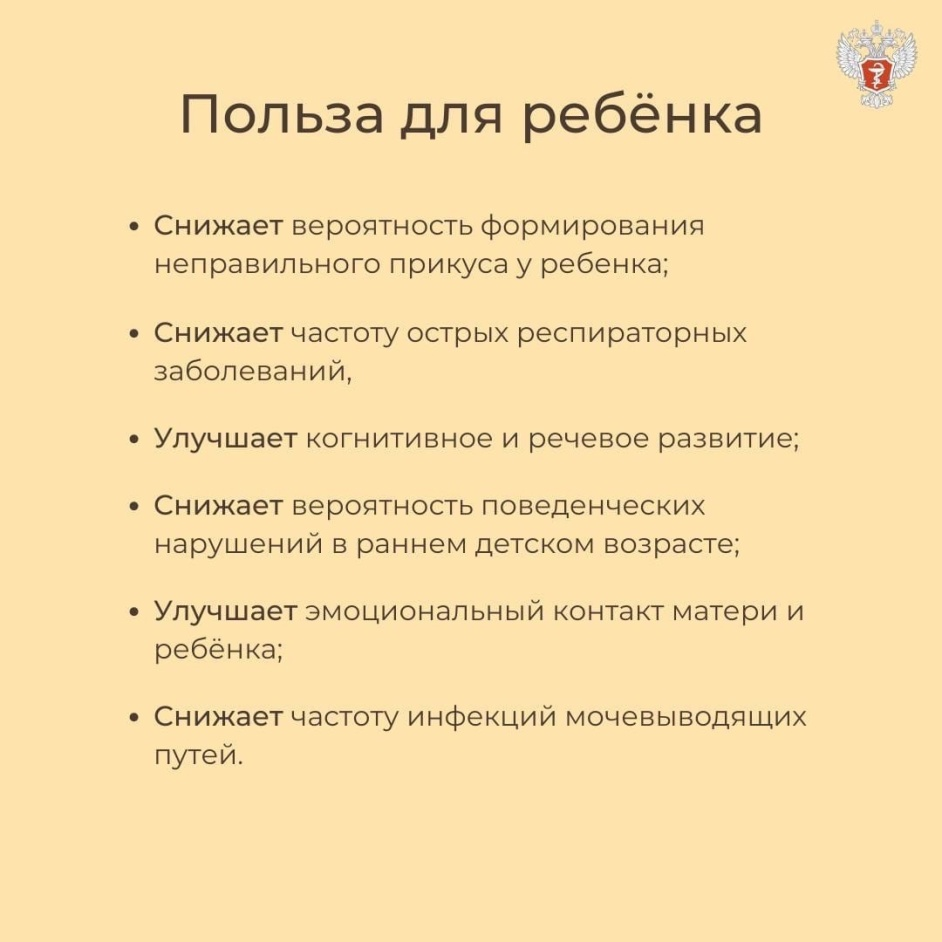 Польза для ребёнка
• Снижает вероятность формирования
неправильного прикуса у ребенка;
• Снижает частоту острых респираторных
заболеваний,
• Улучшает когнитивное и речевое развитие;
• Снижает вероятность поведенческих
нарушений в раннем детском возрасте;
• Улучшает эмоциональный контакт матери и
ребёнка;
• Снижает частоту инфекций мочевыводящих
путей.